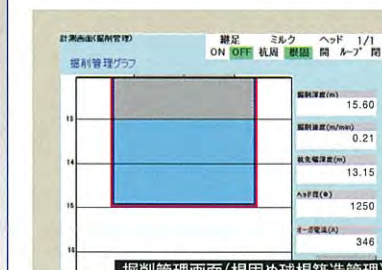 計測画面(掘削管理)
継足 ミルク ヘッド 1/1
ON OFF 杭周 根固 開 ループ 閉
掘削管理グラフ
掘削深度(m)
15.60
掘削速度(m/min)
0.21
杭先端深度(m)
13.15
ヘッド径(Φ)
1250
オーガ電流(A)
346
13
14
15
16
掘削管理画面(根固め球根築造管理)